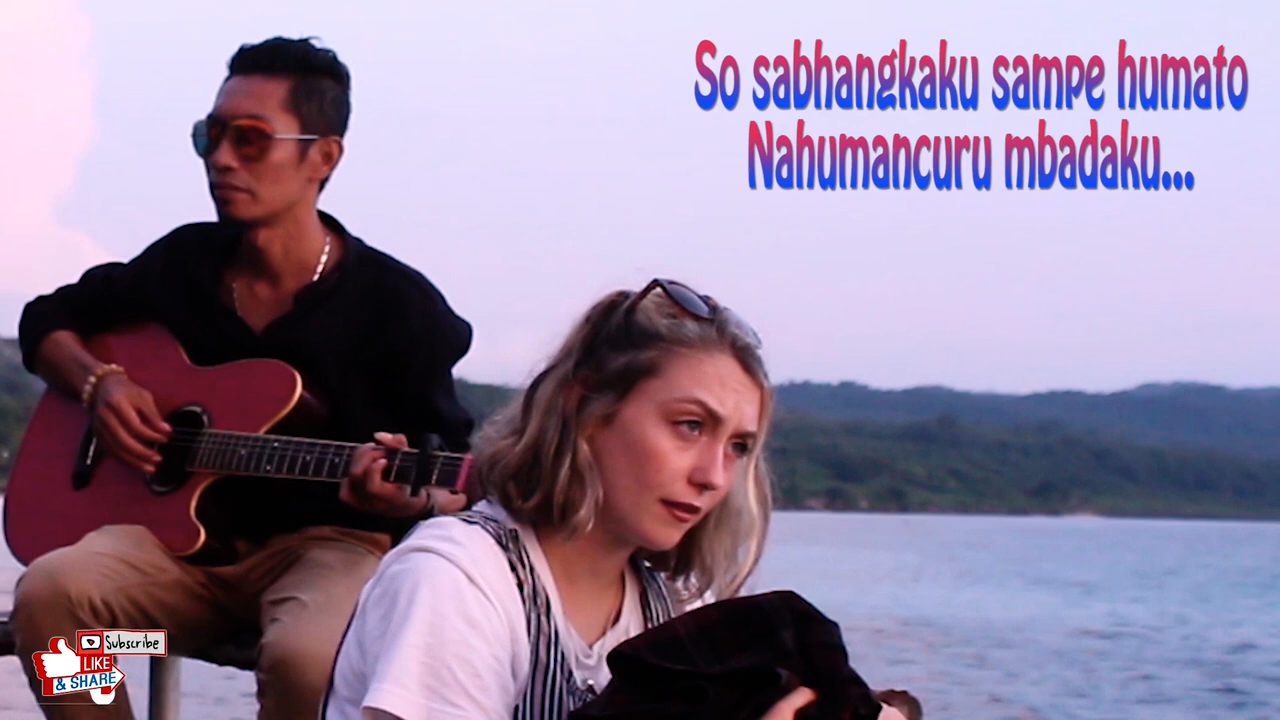 So sabhangkaku sampe humato
Nahumancuru mbadaku...
Subscribe
LIKE
& SHARE